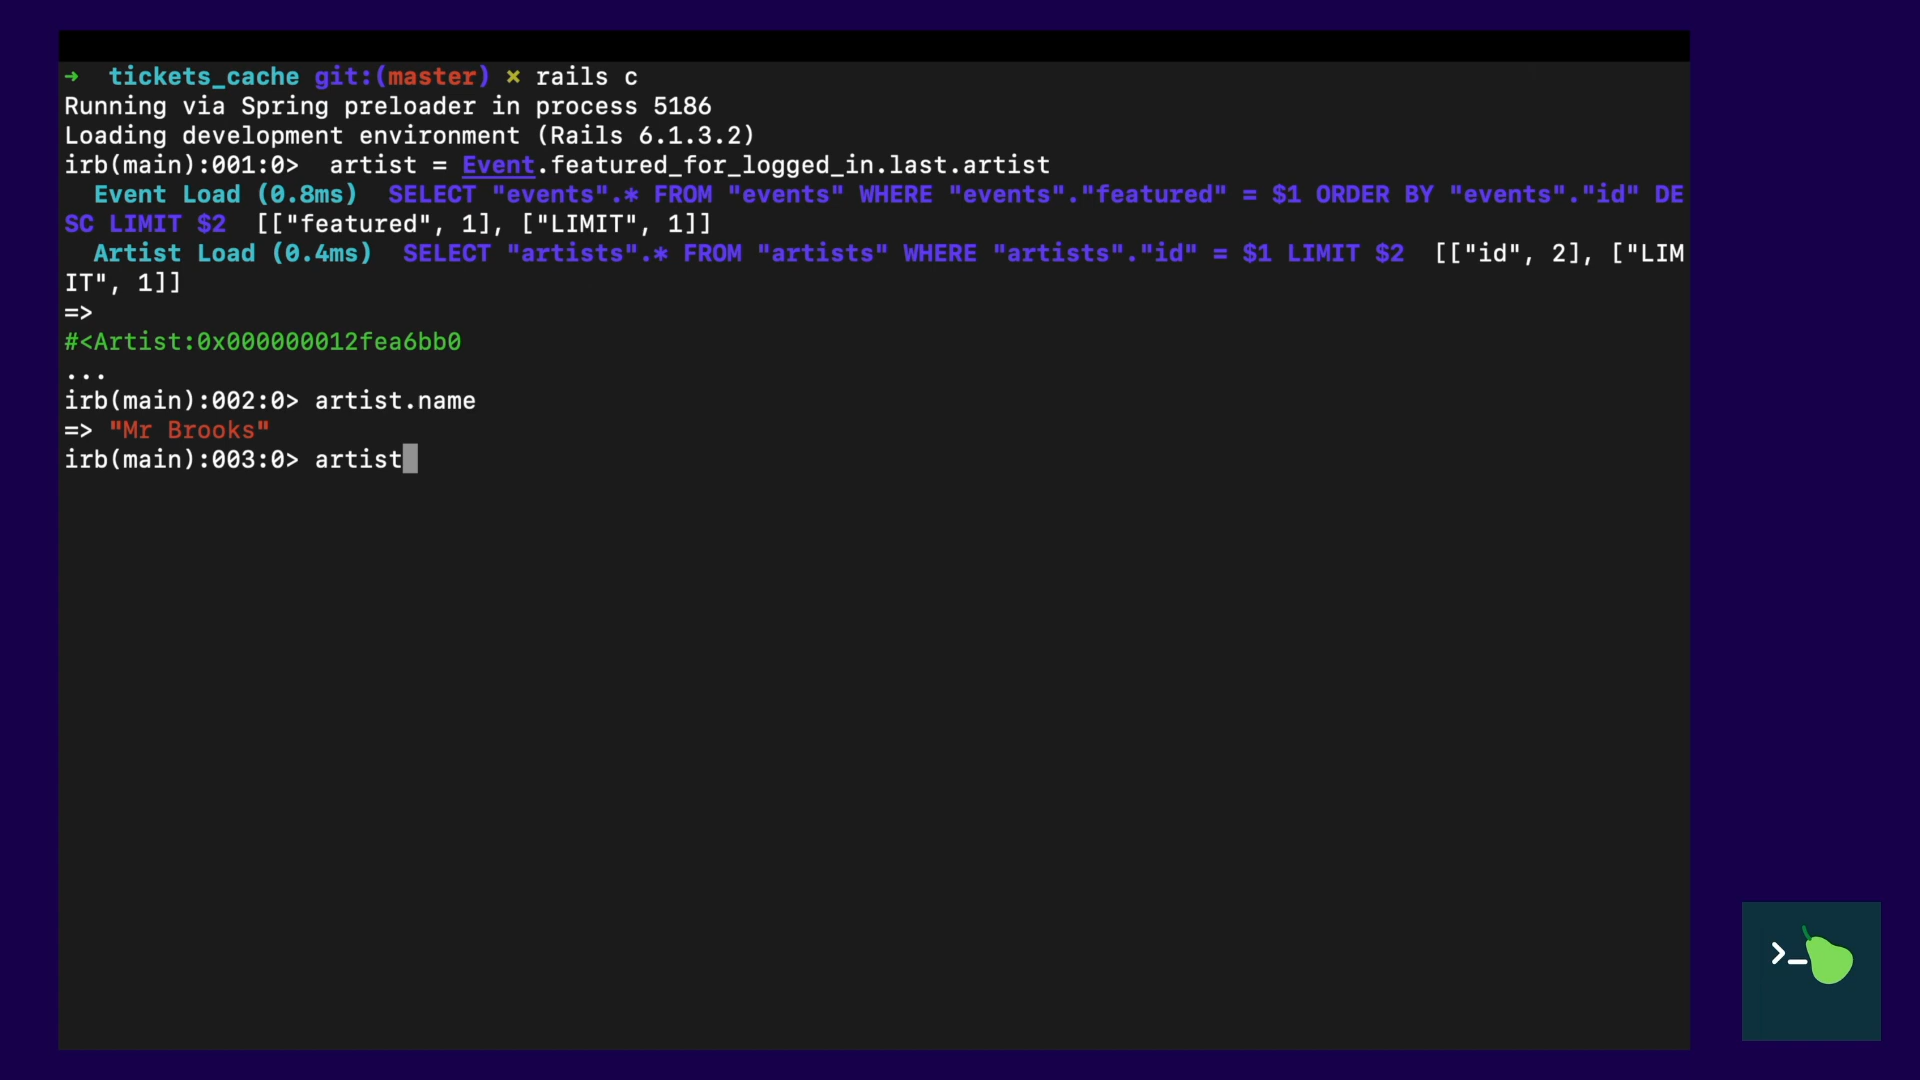 ➜  tickets_cache git:(master) ✗ rails c
Running via Spring preloader in process 5186
Loading development environment (Rails 6.1.3.2)
irb(main):001:0>  artist = Event.featured_for_logged_in.last.artist
  Event Load (0.8ms)  SELECT "events".* FROM "events" WHERE "events"."featured" = $1 ORDER BY "events"."id" DE
SC LIMIT $2  [["featured", 1], ["LIMIT", 1]]
  Artist Load (0.4ms)  SELECT "artists".* FROM "artists" WHERE "artists"."id" = $1 LIMIT $2  [["id", 2], ["LIM
IT", 1]]
=>
#<Artist:0x000000012fea6bb0
...
irb(main):002:0> artist.name
=> "Mr Brooks"
irb(main):003:0> artist
>_